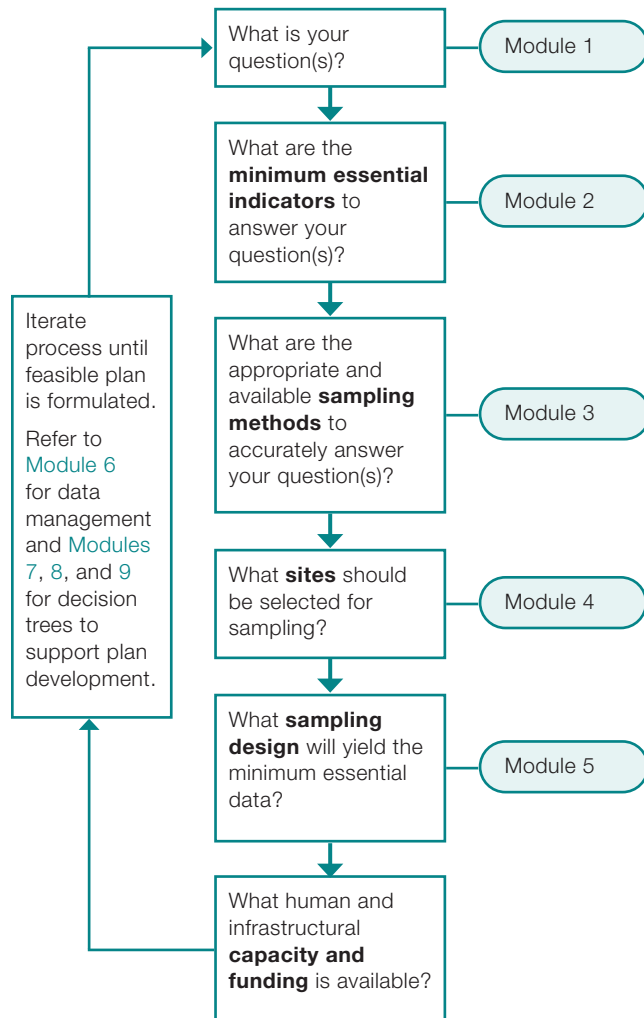 What is your
question(s)?
Module 1
What are the
minimum essential
indicators to
answer your
question(s)?
Module 2
What are the
appropriate and
available sampling
methods to
accurately answer
your question(s)?
Module 3
What sites should
be selected for
sampling?
Module 4
What sampling
design will yield the
minimum essential
data?
Module 5
What human and
infrastructural
capacity and
funding is available?
Iterate
process until
feasible plan
is formulated.
Refer to
Module 6
for data
management
and Modules
7, 8, and 9
for decision
trees to
support plan
development.